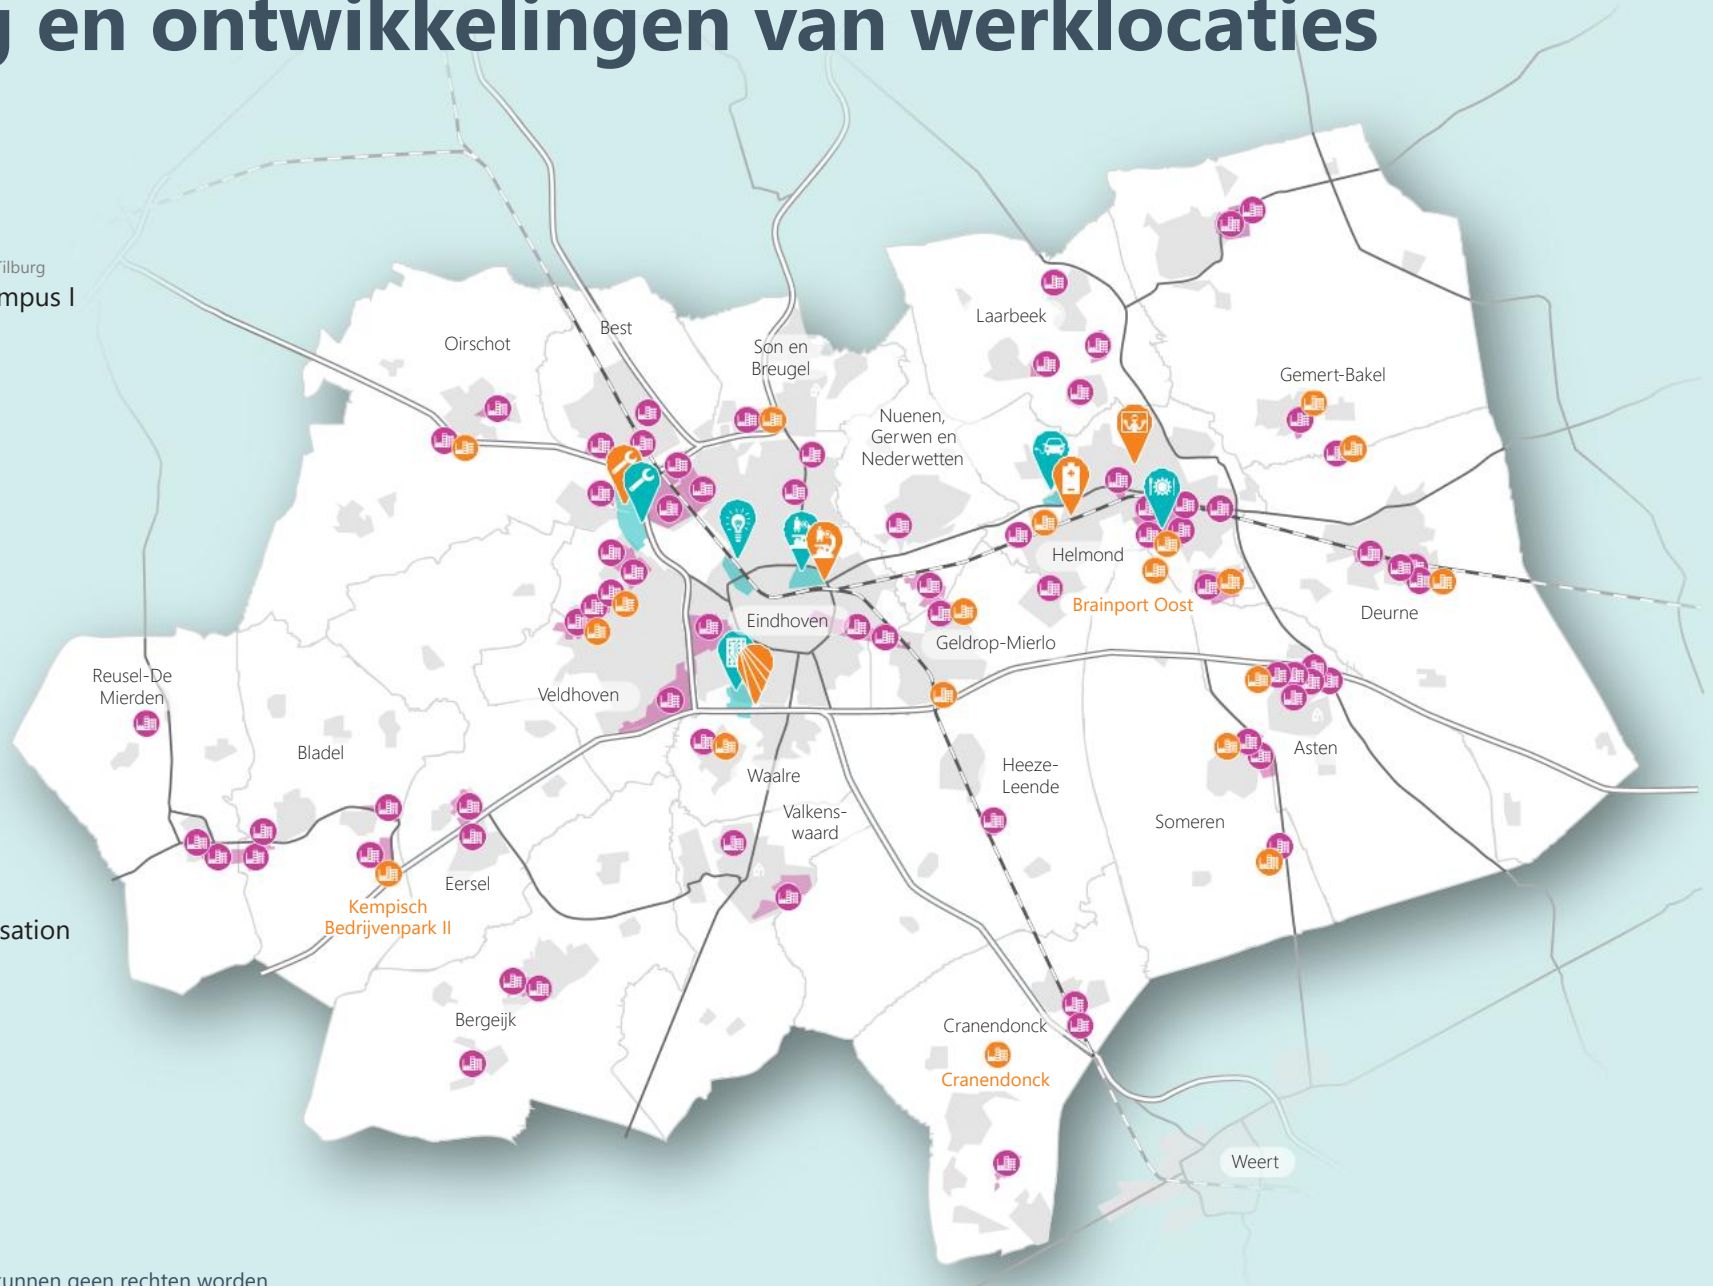 g en ontwikkelingen van werklocaties
Tilburg
mpus I
Oirschot
Best
Son en
Breugel
Laarbeek
Gemert-Bakel
Nuenen,
Gerwen en
Nederwetten
Helmond
Brainport Oost
Deurne
Eindhoven
Geldrop-Mierlo
Reusel-De
Mierden
Veldhoven
Bladel
Waalre
Heeze-
Leende
Asten
Valkens-
waard
Someren
Eersel
Kempisch
Bedrijvenpark II
sation
Bergeijk
Cranendonck
Cranendonck
Weert
kunnen geen rechten worden